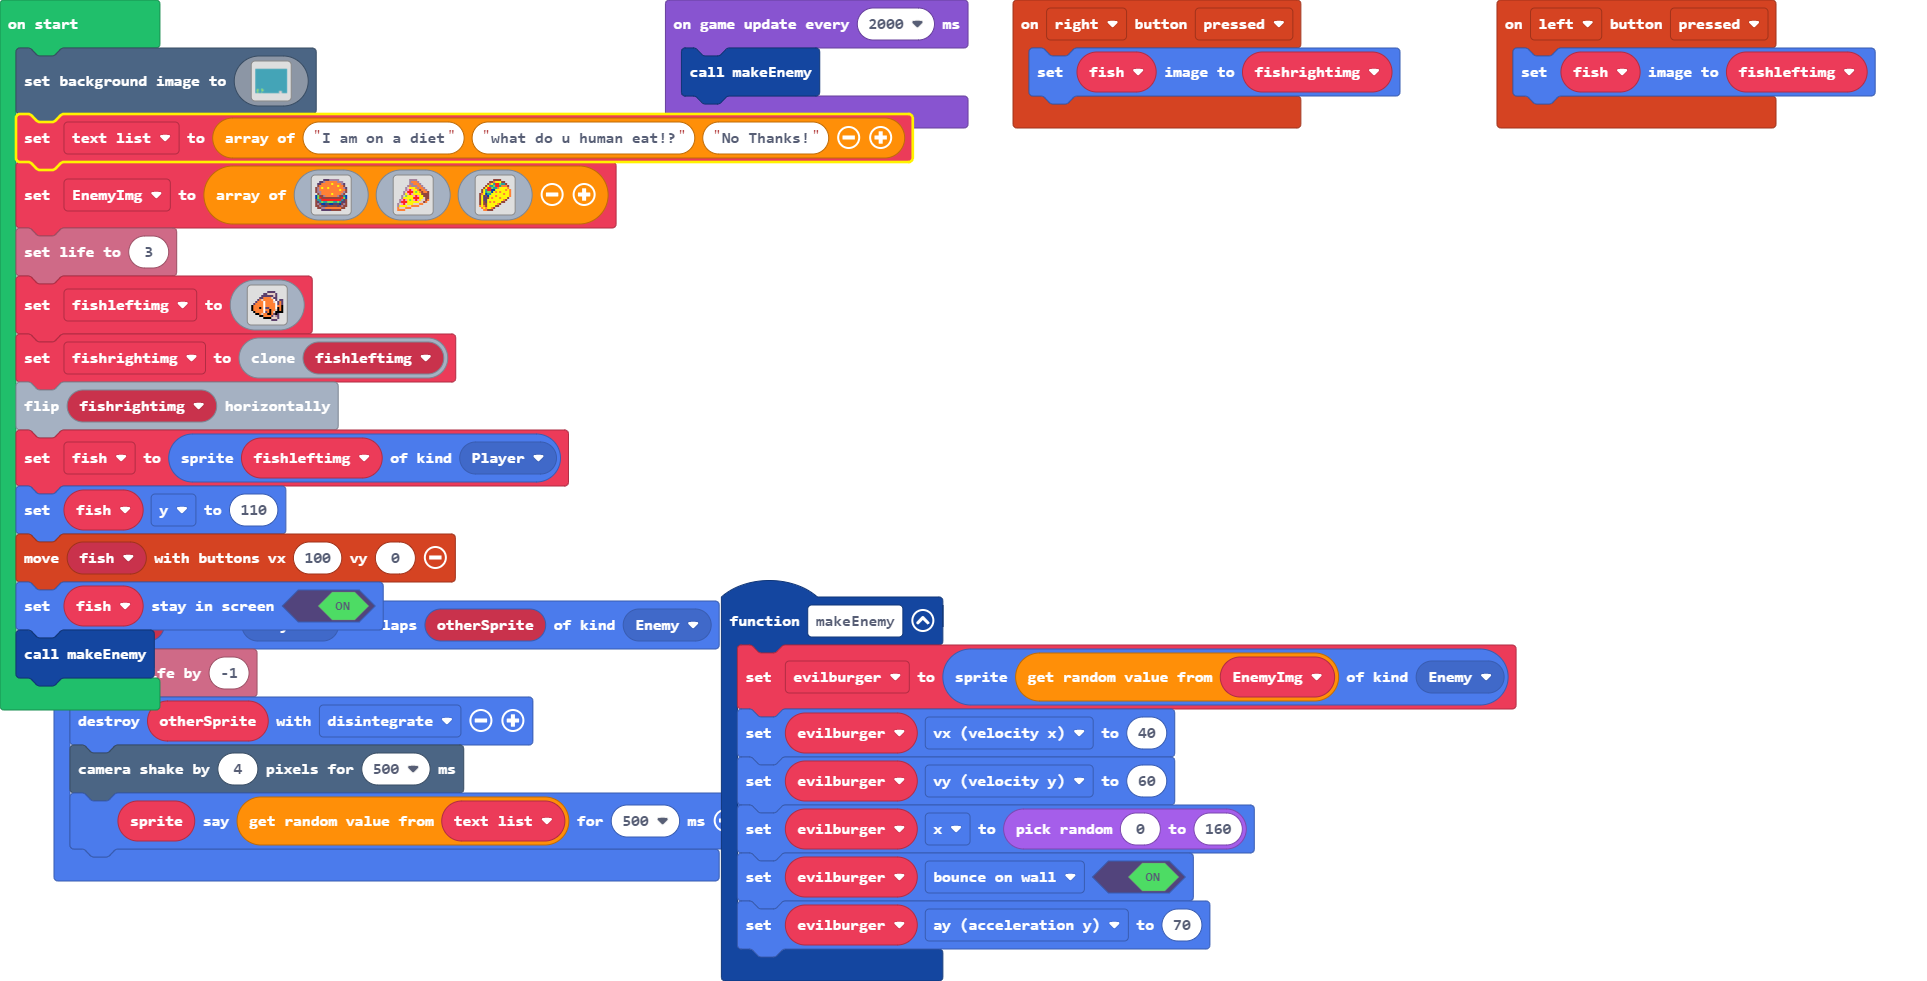 on start
set background image to
set text list to array of "I am on a diet" "what do u human eat!?" "No Thanks!"
set EnemyImg to array of
set life to 3
set fishleftimg to
set fishrightimg to clone fishleftimg
flip fishrightimg horizontally
set fish to sprite fishleftimg of kind Player
set fish y to 110
move fish with buttons vx 100 vy 0
set fish stay in screen ON
call makeEnemy
laps otherSprite of kind Enemy
fe by -1
destroy otherSprite with disintegrate
camera shake by 4 pixels for 500 ms
sprite say get random value from text list for 500 ms
on game update every 2000 ms
call makeEnemy
on right button pressed
set fish image to fishrightimg
on left button pressed
set fish image to fishleftimg
function makeEnemy
set evilburger to sprite get random value from EnemyImg of kind Enemy
set evilburger vx (velocity x) to 40
set evilburger vy (velocity y) to 60
set evilburger x to pick random 0 to 160
set evilburger bounce on wall ON
set evilburger ay (acceleration y) to 70